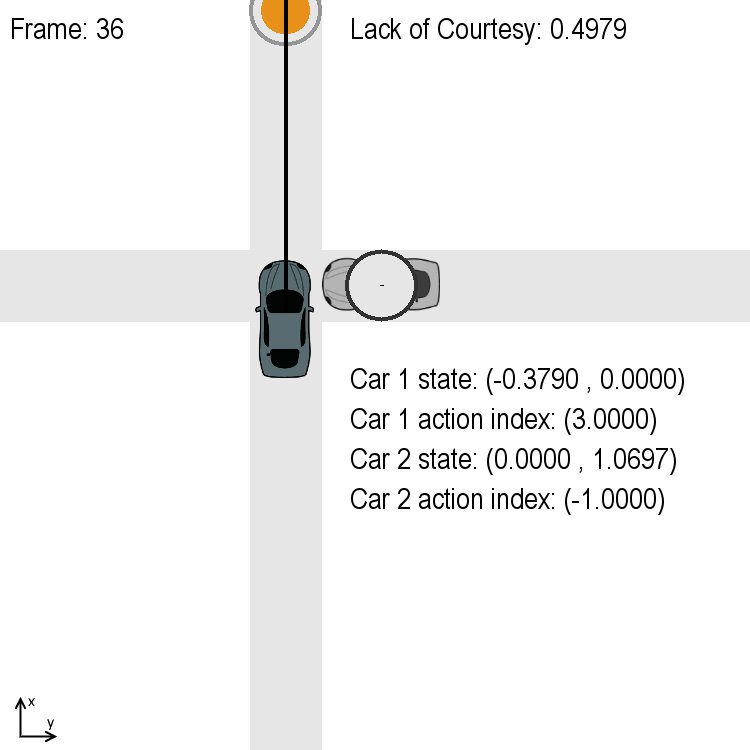 Frame: 36
Lack of Courtesy: 0.4979
Car 1 state: (-0.3790 , 0.0000)
Car 1 action index: (3.0000)
Car 2 state: (0.0000 , 1.0697)
Car 2 action index: (-1.0000)
x
y